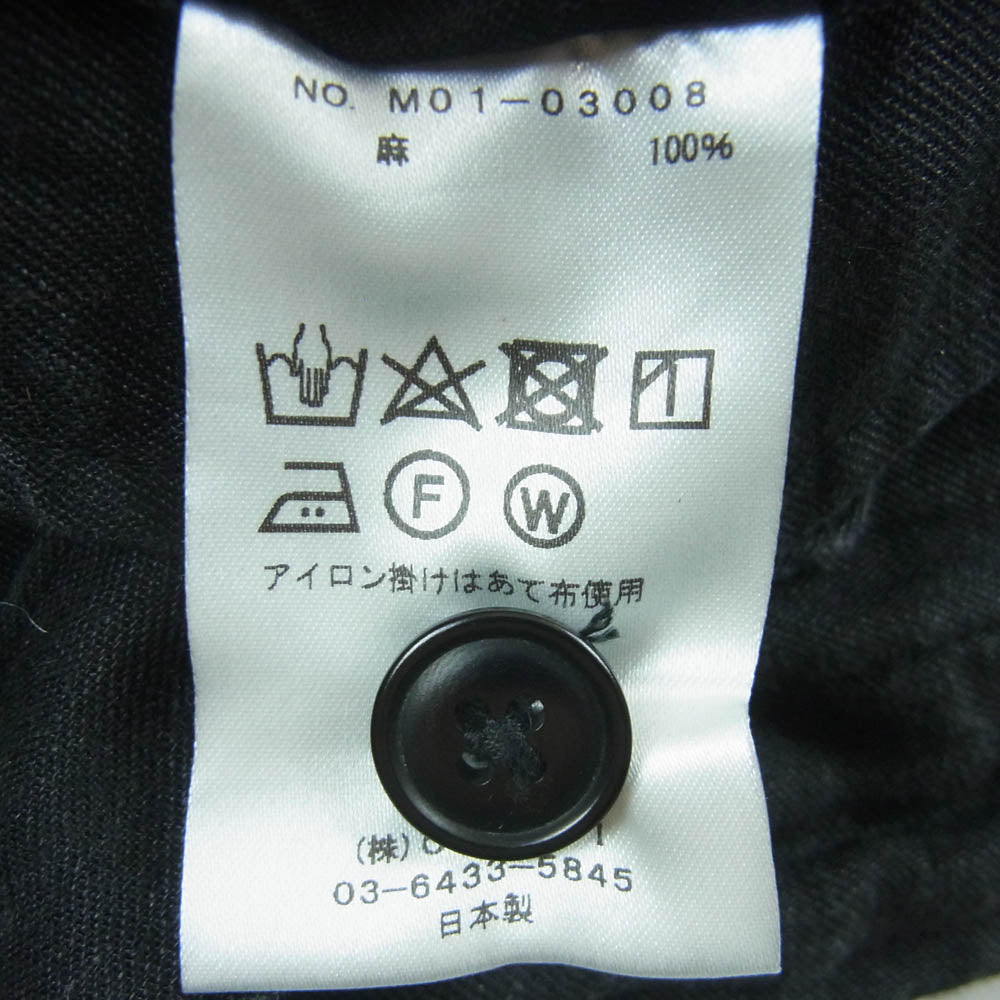 NO. M01-03008
麻 100%
F W
アイロン掛けはあて布使用
(株)
03-6433-5845
日本製